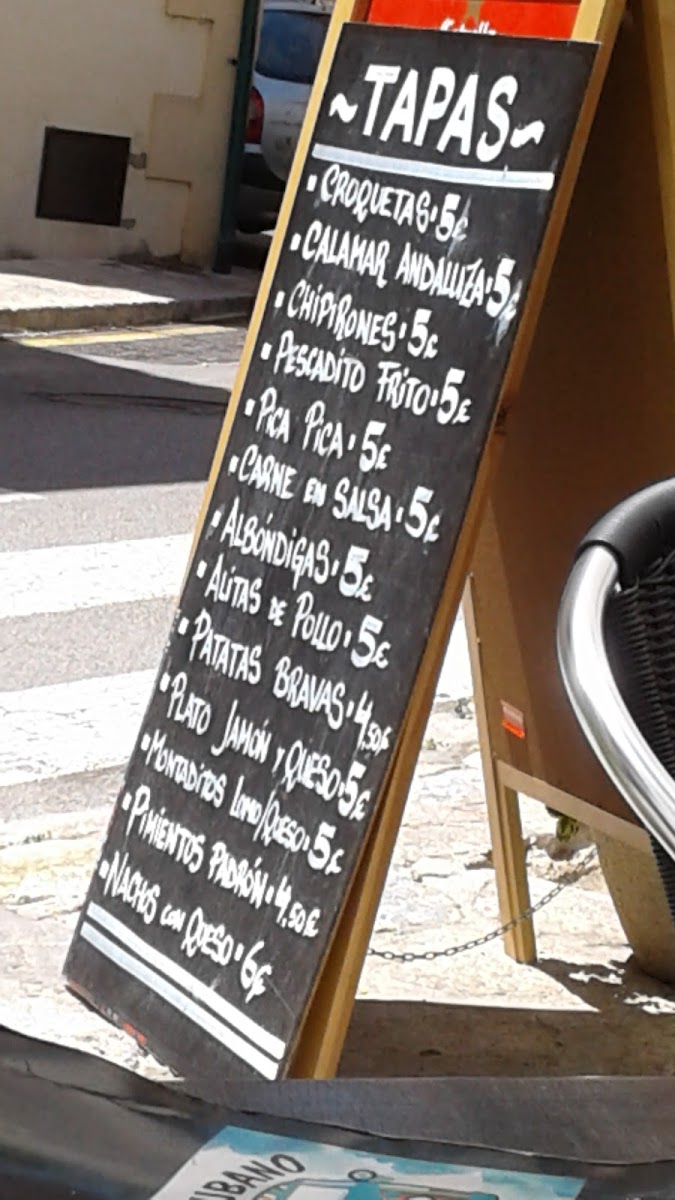 ~TAPAS~
▪ CROQUETAS · 5€
▪ CALAMAR ANDALUZA · 5€
▪ CHIPIRONES · 5€
▪ PESCADITO FRITO · 5€
▪ PICA PICA · 5€
▪ CARNE EN SALSA · 5€
▪ ALBÓNDIGAS · 5€
▪ ALITAS DE POLLO · 5€
▪ PATATAS BRAVAS · 4,50€
▪ PLATO JAMÓN Y QUESO · 5€
▪ MONTADITOS LOMO/QUESO · 5€
▪ PIMIENTOS PADRÓN · 4,50€
▪ NACHOS CON QUESO · 6€
UBANO